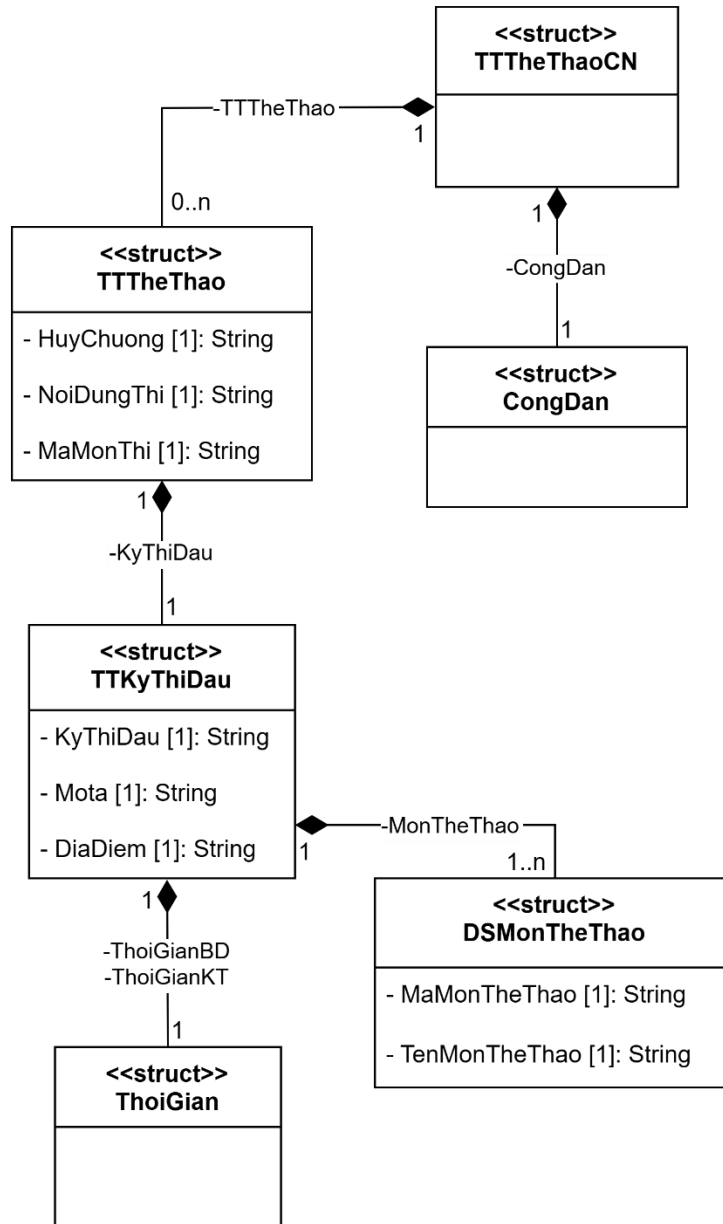 <<struct>>
TTTheThaoCN
-TTTheThao
1
0..n
1
-CongDan
1
<<struct>>
TTTheThao
- HuyChuong [1]: String
- NoiDungThi [1]: String
- MaMonThi [1]: String
<<struct>>
CongDan
1
-KyThiDau
1
<<struct>>
TTKyThiDau
- KyThiDau [1]: String
- Mota [1]: String
- DiaDiem [1]: String
-MonTheThao
1
1..n
1
<<struct>>
DSMonTheThao
- MaMonTheThao [1]: String
- TenMonTheThao [1]: String
-ThoiGianBD
-ThoiGianKT
1
<<struct>>
ThoiGian